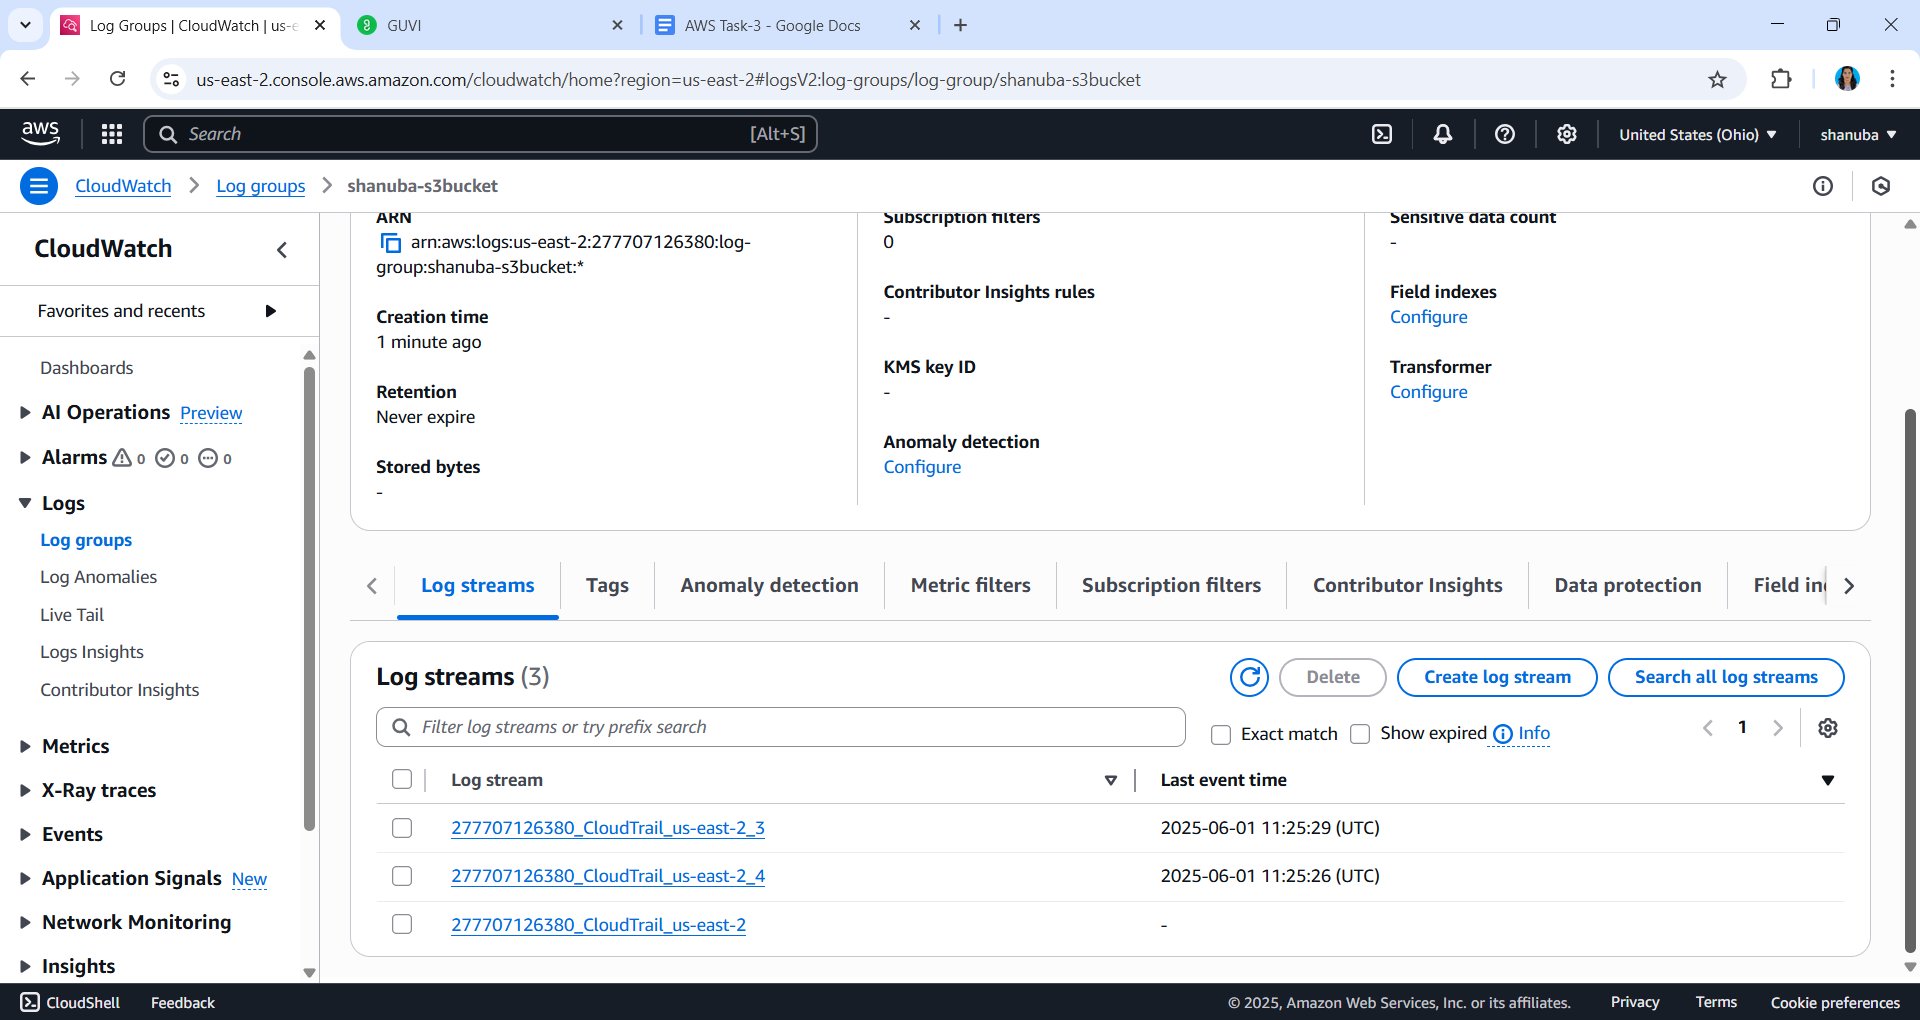 Log Groups | CloudWatch | us-e
GUVI
AWS Task-3 - Google Docs
us-east-2.console.aws.amazon.com/cloudwatch/home?region=us-east-2#logsV2:log-groups/log-group/shanuba-s3bucket
aws
Search
[Alt+S]
United States (Ohio)
shanuba
CloudWatch
Log groups
shanuba-s3bucket
CloudWatch
Favorites and recents
Dashboards
AI Operations Preview
Alarms 0 0 0
Logs
Log groups
Log Anomalies
Live Tail
Logs Insights
Contributor Insights
Metrics
X-Ray traces
Events
Application Signals New
Network Monitoring
Insights
ARN
arn:aws:logs:us-east-2:277707126380:log-
group:shanuba-s3bucket:*
Creation time
1 minute ago
Retention
Never expire
Stored bytes
-
Subscription filters
0
Contributor Insights rules
-
KMS key ID
-
Anomaly detection
Configure
Sensitive data count
-
Field indexes
Configure
Transformer
Configure
Log streams
Tags
Anomaly detection
Metric filters
Subscription filters
Contributor Insights
Data protection
Field in
Log streams (3)
Delete
Create log stream
Search all log streams
Filter log streams or try prefix search
Exact match
Show expired
Info
1
Log stream
Last event time
277707126380_CloudTrail_us-east-2_3
2025-06-01 11:25:29 (UTC)
277707126380_CloudTrail_us-east-2_4
2025-06-01 11:25:26 (UTC)
277707126380_CloudTrail_us-east-2
-
CloudShell
Feedback
© 2025, Amazon Web Services, Inc. or its affiliates.
Privacy
Terms
Cookie preferences